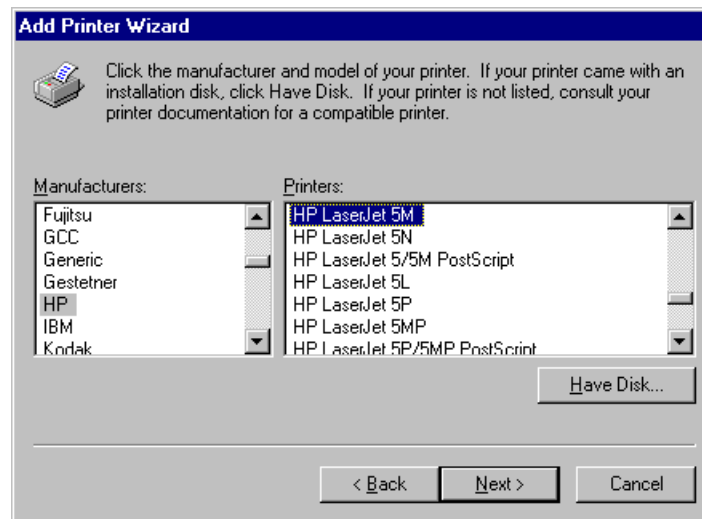 Add Printer Wizard
Click the manufacturer and model of your printer. If your printer came with an
installation disk, click Have Disk. If your printer is not listed, consult your
printer documentation for a compatible printer.
Manufacturers:
Fujitsu
GCC
Generic
Gestetner
HP
IBM
Kodak
Printers:
HP LaserJet 5M
HP LaserJet 5N
HP LaserJet 5/5M PostScript
HP LaserJet 5L
HP LaserJet 5P
HP LaserJet 5MP
HP LaserJet 5P/5MP PostScript
Have Disk...
< Back
Next >
Cancel